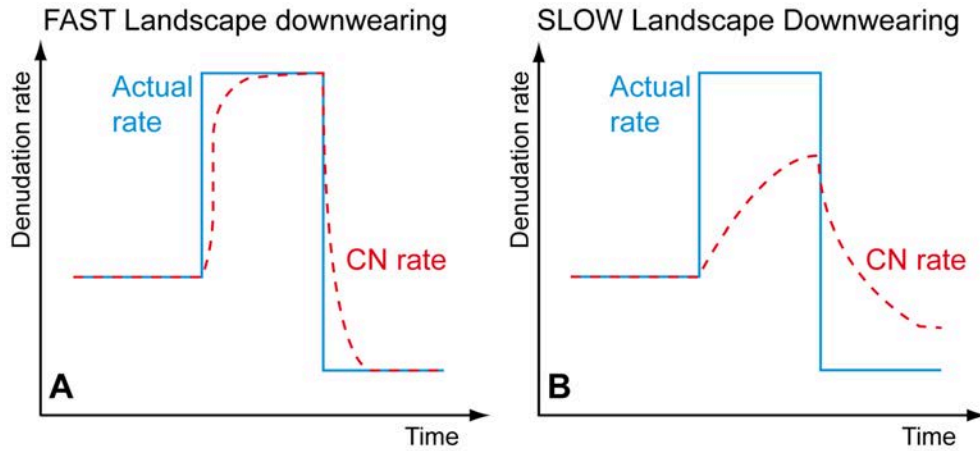 FAST Landscape downwearing
Denudation rate
Actual
rate
CN rate
A
Time
SLOW Landscape Downwearing
Denudation rate
Actual
rate
CN rate
B
Time